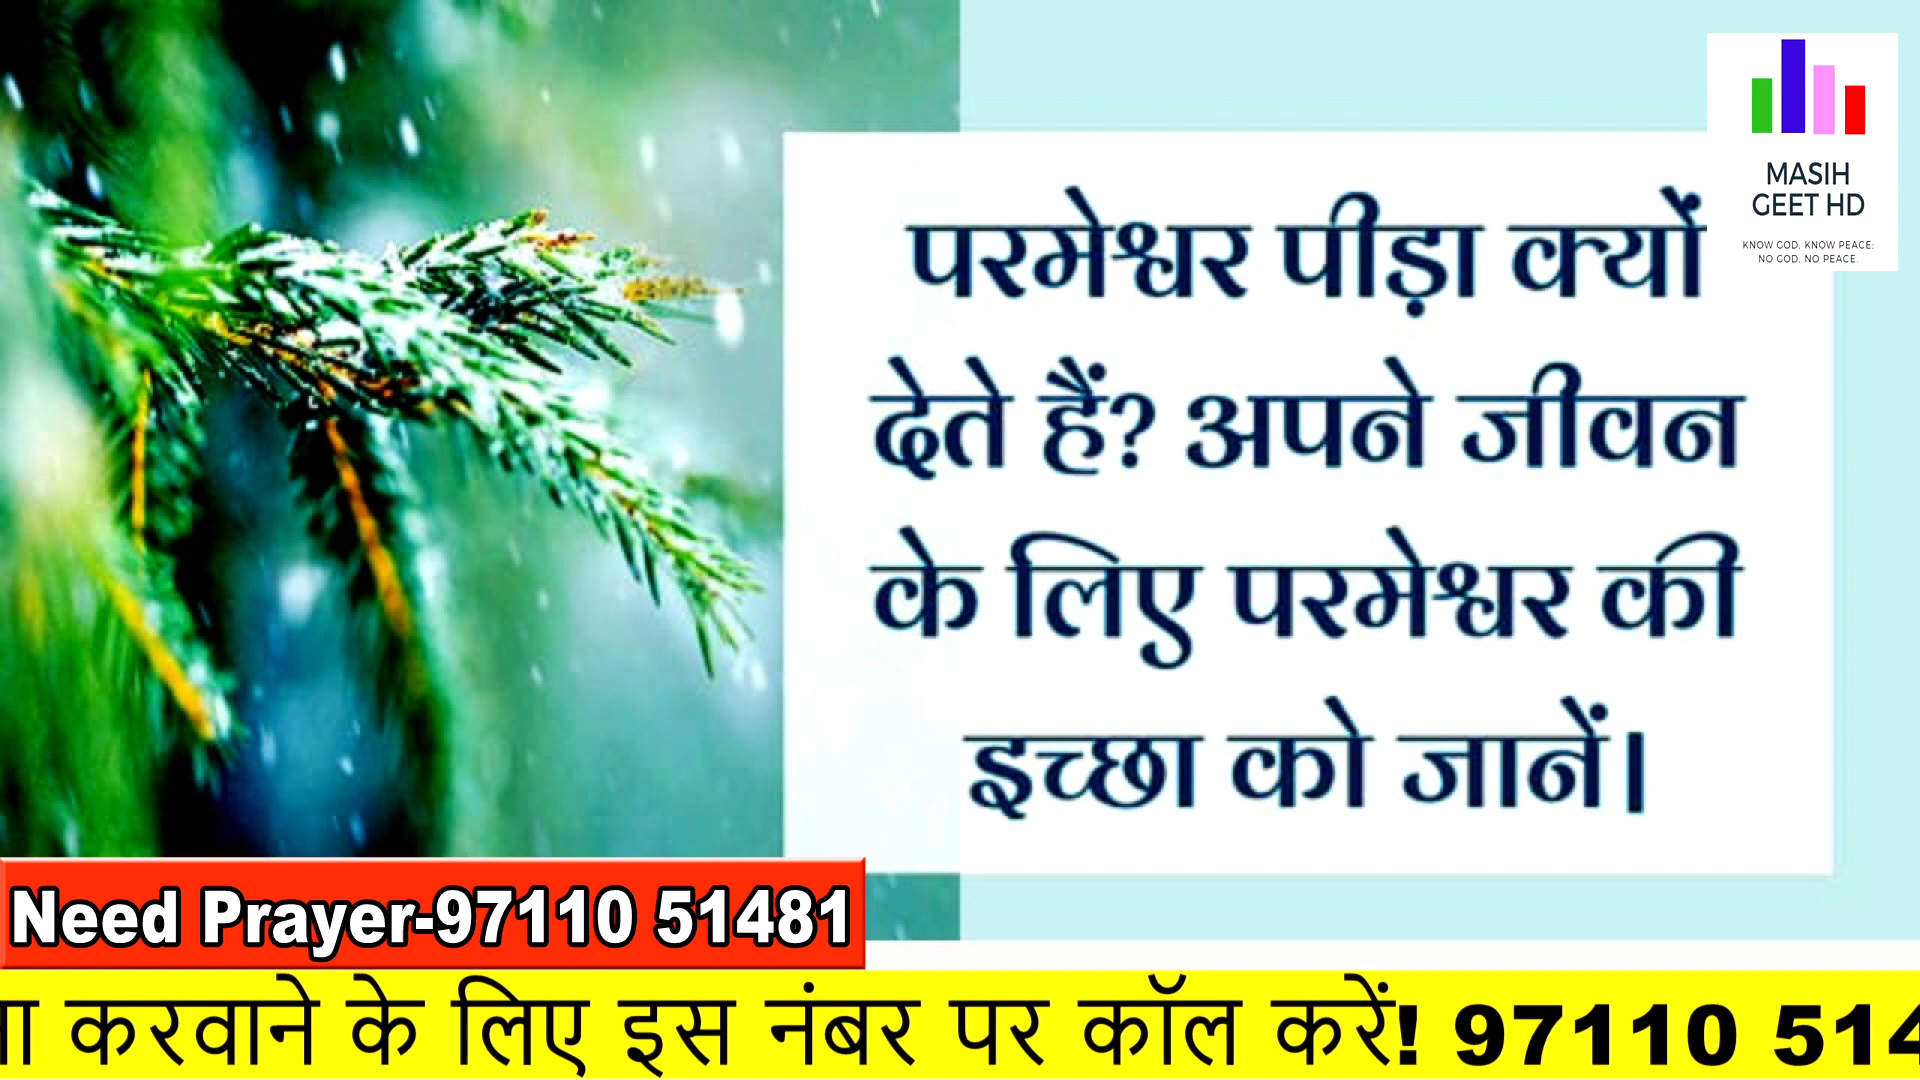 MASIH
GEET HD
KNOW GOD, KNOW PEACE;
NO GOD, NO PEACE.
परमेश्वर पीड़ा क्यों
देते हैं? अपने जीवन
के लिए परमेश्वर की
इच्छा को जानें।
Need Prayer-97110 51481
करवाने के लिए इस नंबर पर कॉल करें! 97110 514